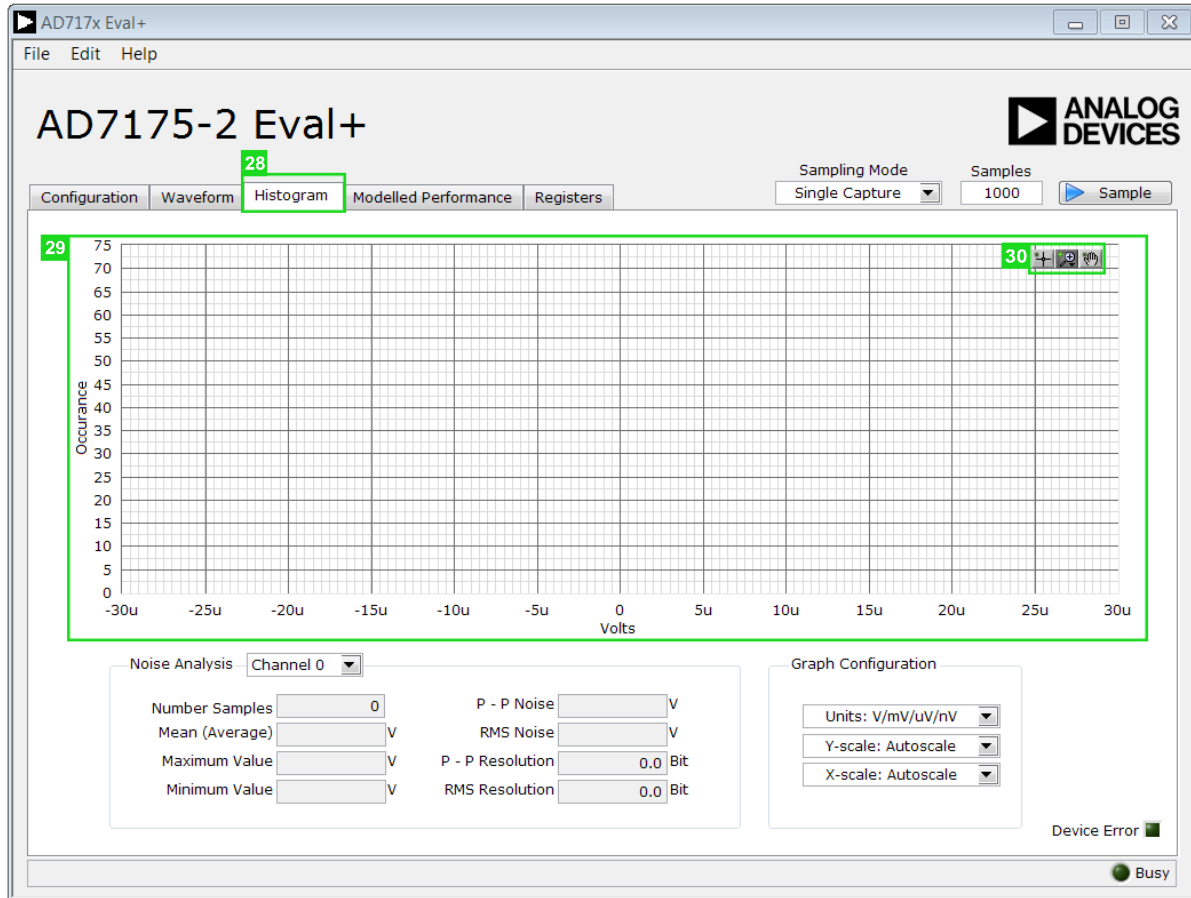 AD717x Eval+
File Edit Help
AD7175-2 Eval+
ANALOG
DEVICES
28
Sampling Mode
Samples
Configuration Waveform Histogram Modelled Performance Registers
Single Capture 1000 Sample
29
30
75
70
65
60
55
50
45
40
35
30
25
20
15
10
5
0
Occurance
-30u -25u -20u -15u -10u -5u 0 5u 10u 15u 20u 25u 30u
Volts
Noise Analysis Channel 0
Number Samples 0
Mean (Average) V
Maximum Value V
Minimum Value V
P - P Noise V
RMS Noise V
P - P Resolution 0.0 Bit
RMS Resolution 0.0 Bit
Graph Configuration
Units: V/mV/uV/nV
Y-scale: Autoscale
X-scale: Autoscale
Device Error
Busy